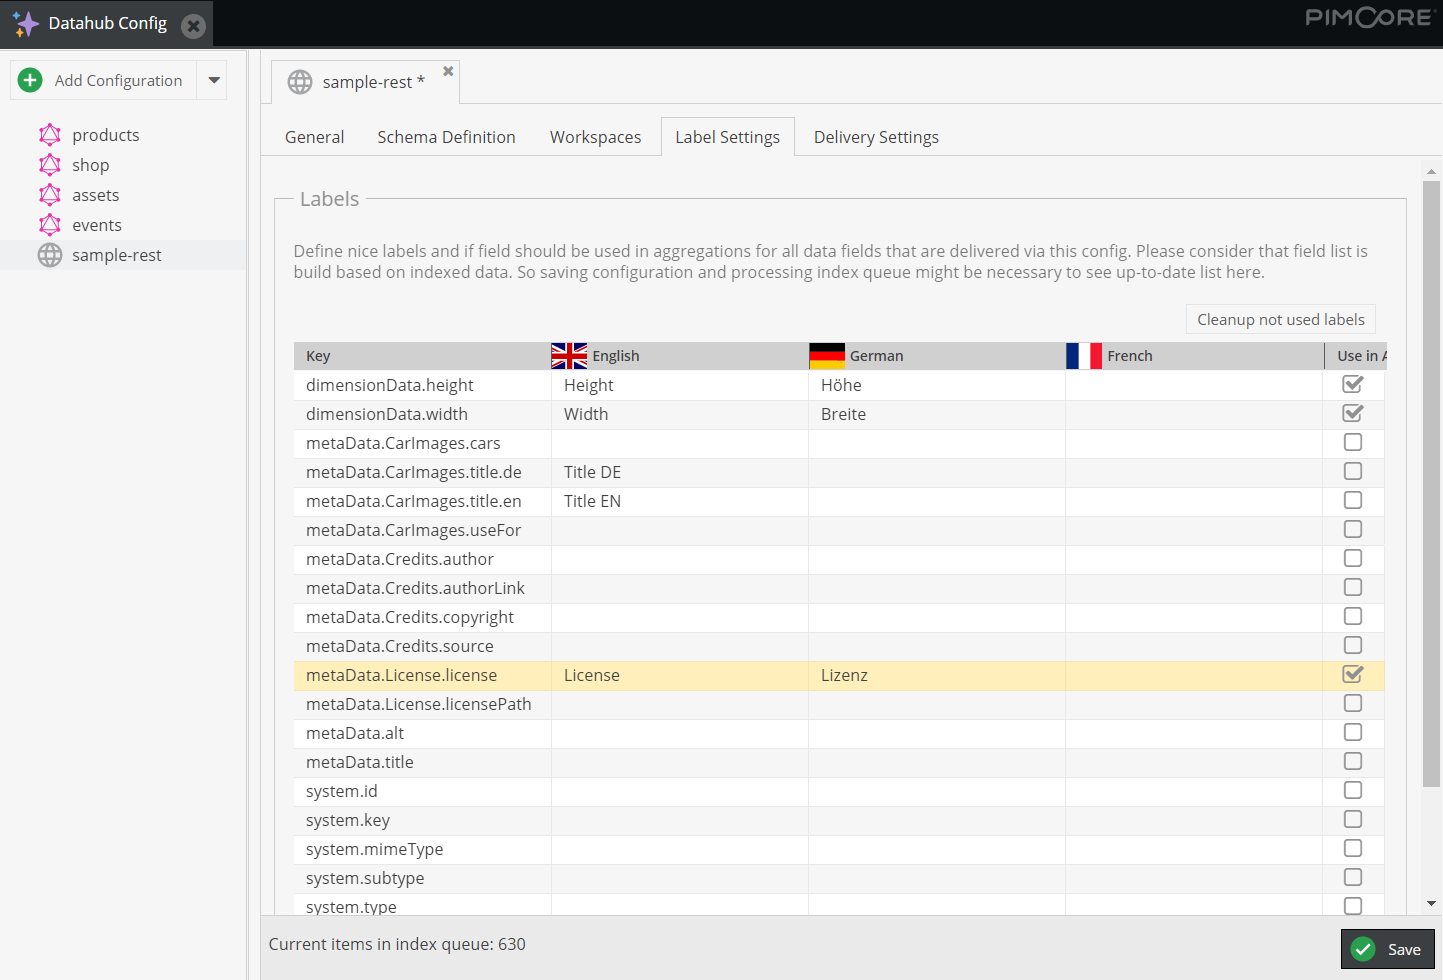 Datahub Config
PIMCORE
Add Configuration
products
shop
assets
events
sample-rest
sample-rest *
General
Schema Definition
Workspaces
Label Settings
Delivery Settings
Labels
Define nice labels and if field should be used in aggregations for all data fields that are delivered via this config. Please consider that field list is
build based on indexed data. So saving configuration and processing index queue might be necessary to see up-to-date list here.
Cleanup not used labels
Key English German French Use in A
dimensionData.height Height Höhe
dimensionData.width Width Breite
metaData.CarImages.cars
metaData.CarImages.title.de Title DE
metaData.CarImages.title.en Title EN
metaData.CarImages.useFor
metaData.Credits.author
metaData.Credits.authorLink
metaData.Credits.copyright
metaData.Credits.source
metaData.License.license License Lizenz
metaData.License.licensePath
metaData.alt
metaData.title
system.id
system.key
system.mimeType
system.subtype
system.type
Current items in index queue: 630
Save